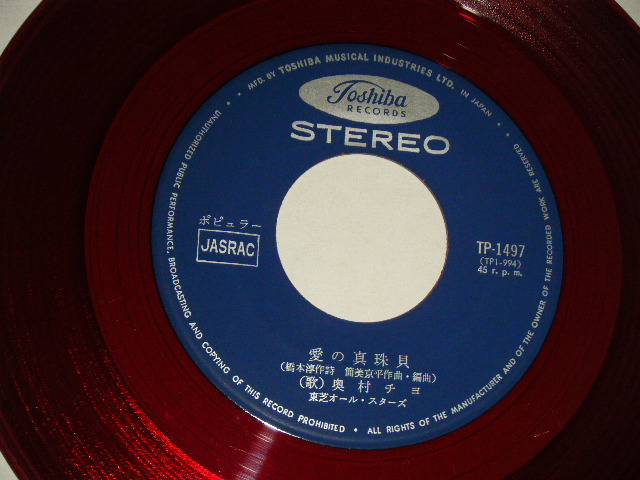 MFD. BY TOSHIBA MUSICAL INDUSTRIES LTD. IN JAPAN
Toshiba
RECORDS
STEREO
ポピュラー
JASRAC
TP-1497
(TP1-994)
45 r. p. m.
愛の真珠貝
(橋本淳作詩 筒美京平作曲・編曲)
(歌) 奥村チヨ
東芝オール・スターズ
UNAUTHORIZED PUBLIC PERFORMANCE, BROADCASTING AND COPYING OF THIS RECORD PROHIBITED • ALL RIGHTS OF THE MANUFACTURER AND OF THE OWNER OF THE RECORDED WORK ARE RESERVED